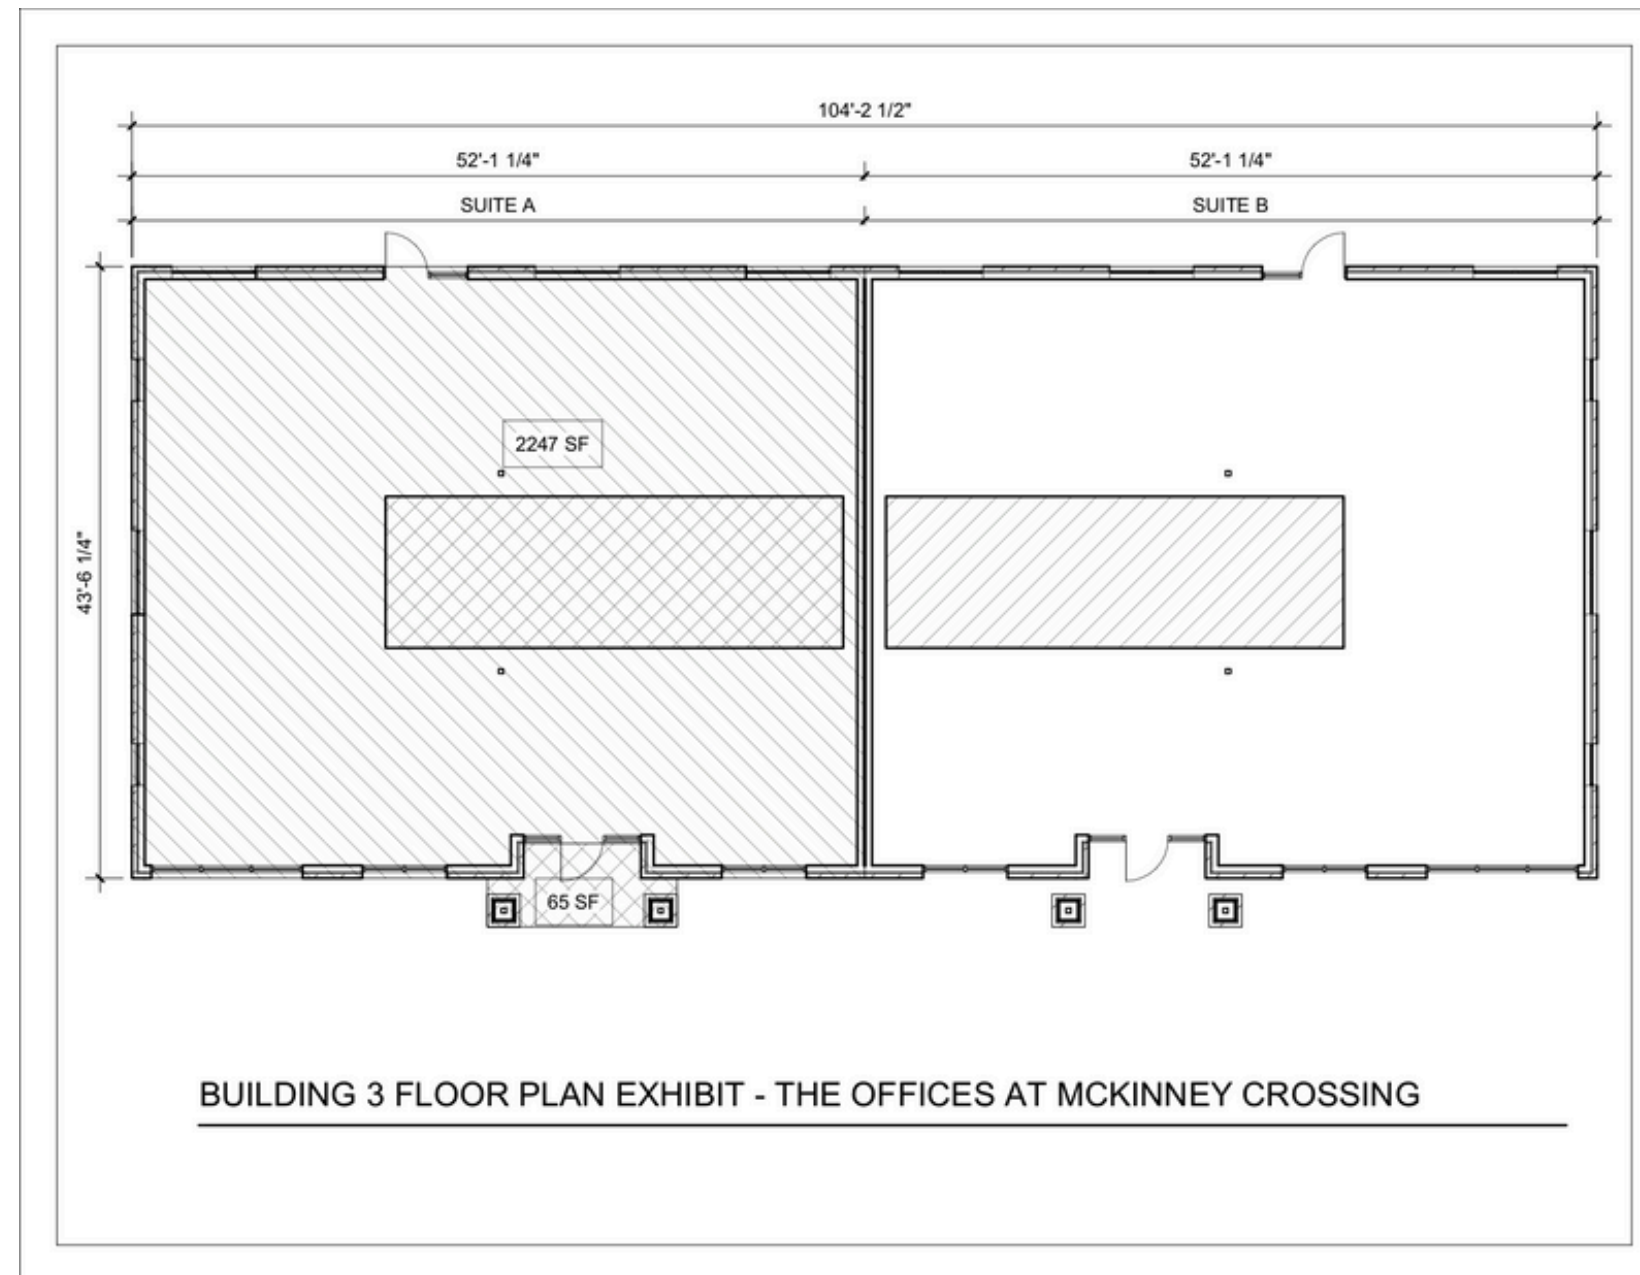 104'-2 1/2"
52'-1 1/4"
52'-1 1/4"
SUITE A
SUITE B
2247 SF
43'-6 1/4"
65 SF
BUILDING 3 FLOOR PLAN EXHIBIT - THE OFFICES AT MCKINNEY CROSSING